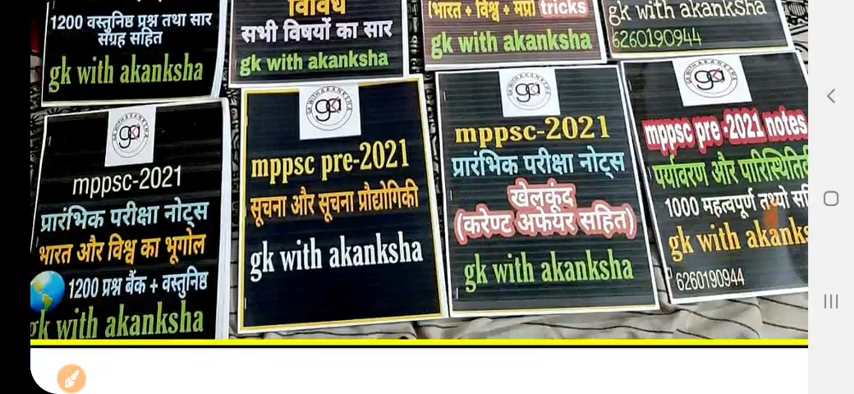 1200 वस्तुनिष्ठ प्रश्न तथा सार
संग्रह सहित
gk with akanksha
विविध
सभी विषयों का सार
gk with akanksha
(भारत + विश्व + मप्र) tricks
gk with akanksha
gk with akanksha
6260190944
mppsc-2021
प्रारंभिक परीक्षा नोट्स
भारत और विश्व का भूगोल
1200 प्रश्न बैंक + वस्तुनिष्ठ
gk with akanksha
mppsc pre-2021
सूचना और सूचना प्रौद्योगिकी
gk with akanksha
mppsc-2021
प्रारंभिक परीक्षा नोट्स
खेलकूंद
(करेण्ट अफेयर सहित)
gk with akanksha
mppsc pre-2021 notes
पर्यावरण और पारिस्थिति
1000 महत्वपूर्ण तथ्यो स
gk with akanks
6260190944